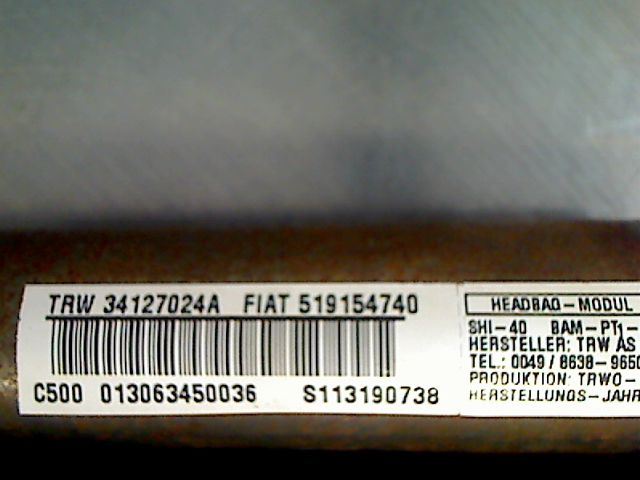 TRW 34127024A FIAT 519154740
C500 013063450036 S113190738
HEADBAG-MODUL
SHI-40 BAM-PT1-
HERSTELLER: TRW AS
TEL.: 0049 / 8638-9650
PRODUKTION: TRWO-
HERSTELLUNGS-JAHR